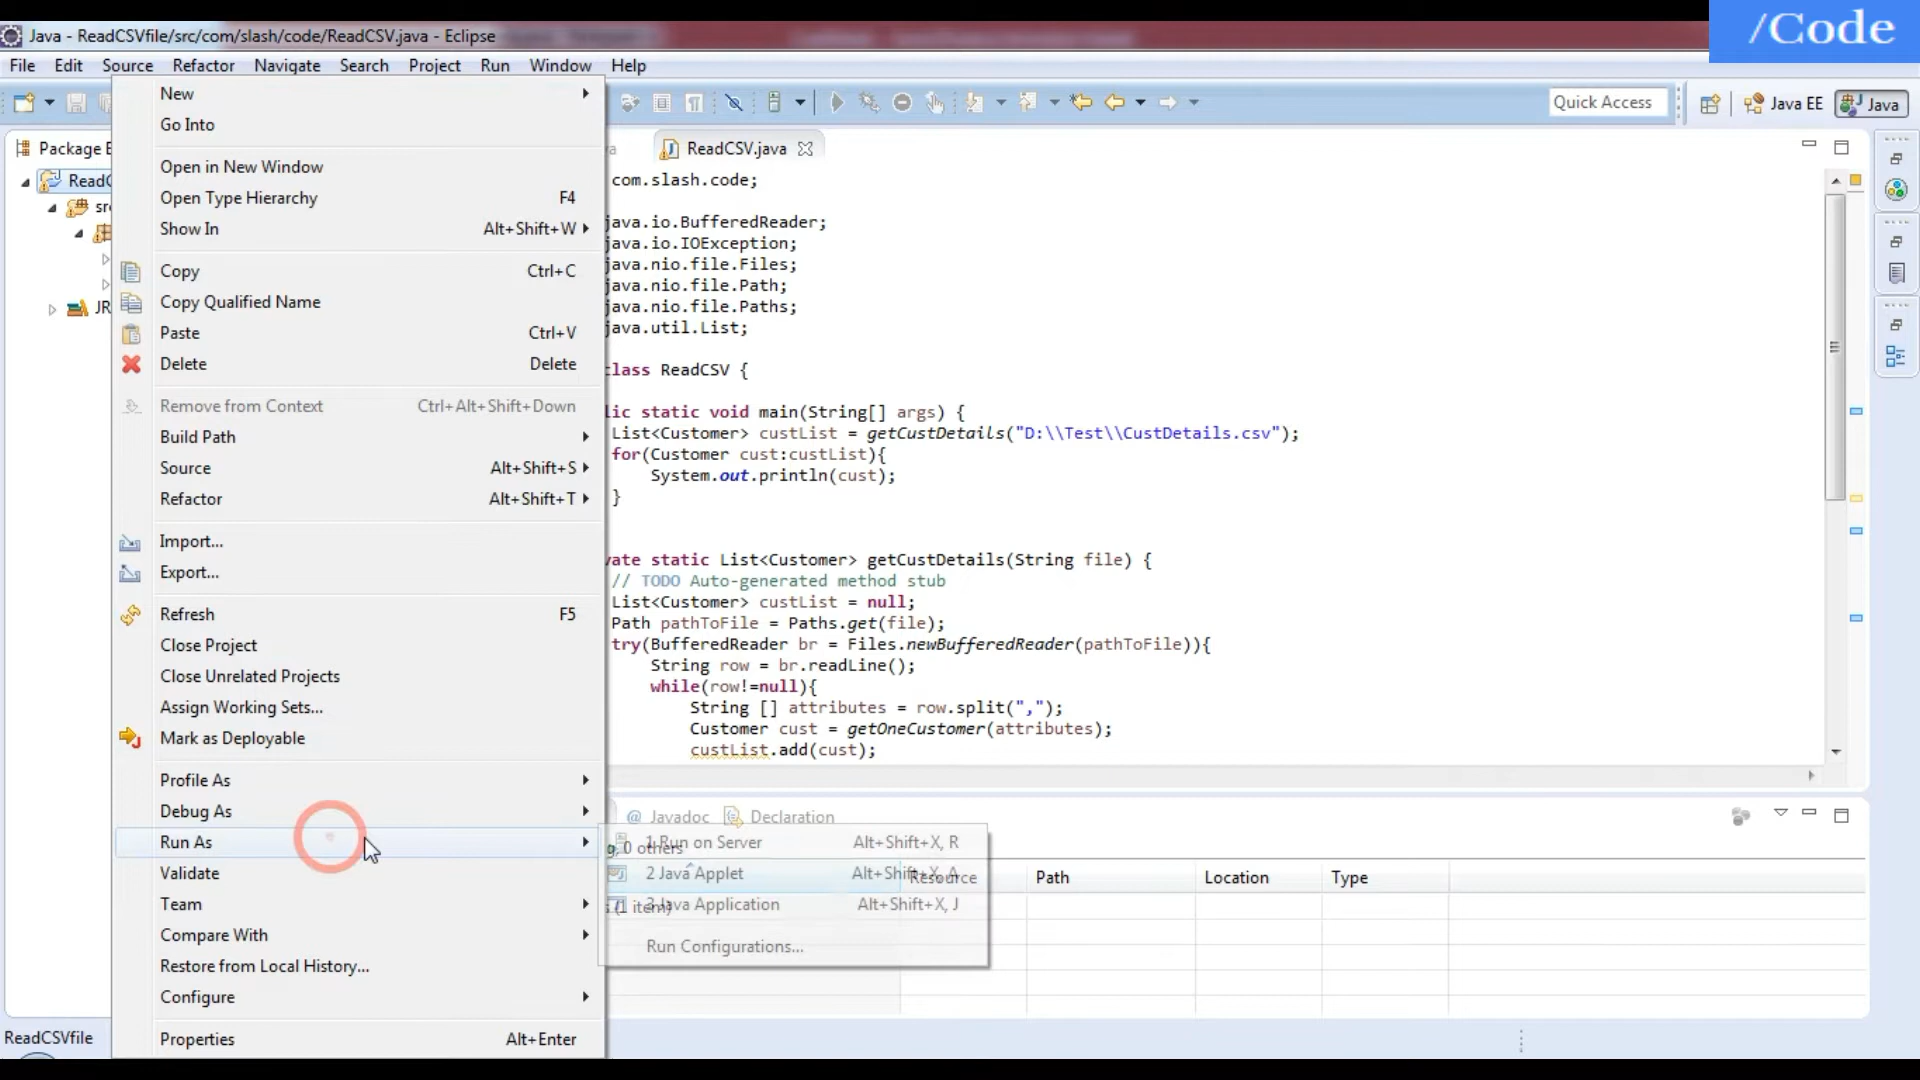 /Code
Java - ReadCSVfile/src/com/slash/code/ReadCSV.java - Eclipse
File Edit Source Refactor Navigate Search Project Run Window Help
Quick Access
Java EE
Java
Package E
ReadC
src
JR
New
Go Into
Open in New Window
Open Type Hierarchy F4
Show In Alt+Shift+W
Copy Ctrl+C
Copy Qualified Name
Paste Ctrl+V
Delete Delete
Remove from Context Ctrl+Alt+Shift+Down
Build Path
Source Alt+Shift+S
Refactor Alt+Shift+T
Import...
Export...
Refresh F5
Close Project
Close Unrelated Projects
Assign Working Sets...
Mark as Deployable
Profile As
Debug As
Run As
Validate
Team
Compare With
Restore from Local History...
Configure
Properties Alt+Enter
1 Run on Server Alt+Shift+X, R
2 Java Applet Alt+Shift+X, A
3 Java Application Alt+Shift+X, J
Run Configurations...
a
ReadCSV.java
com.slash.code;
java.io.BufferedReader;
java.io.IOException;
java.nio.file.Files;
java.nio.file.Path;
java.nio.file.Paths;
java.util.List;
class ReadCSV {
lic static void main(String[] args) {
List<Customer> custList = getCustDetails("D:\\Test\\CustDetails.csv");
for(Customer cust:custList){
System.out.println(cust);
}
vate static List<Customer> getCustDetails(String file) {
// TODO Auto-generated method stub
List<Customer> custList = null;
Path pathToFile = Paths.get(file);
try(BufferedReader br = Files.newBufferedReader(pathToFile)){
String row = br.readLine();
while(row!=null){
String [] attributes = row.split(",");
Customer cust = getOneCustomer(attributes);
custList.add(cust);
@ Javadoc Declaration
g, 0 others
Resource Path Location Type
s (1 item)
ReadCSVfile